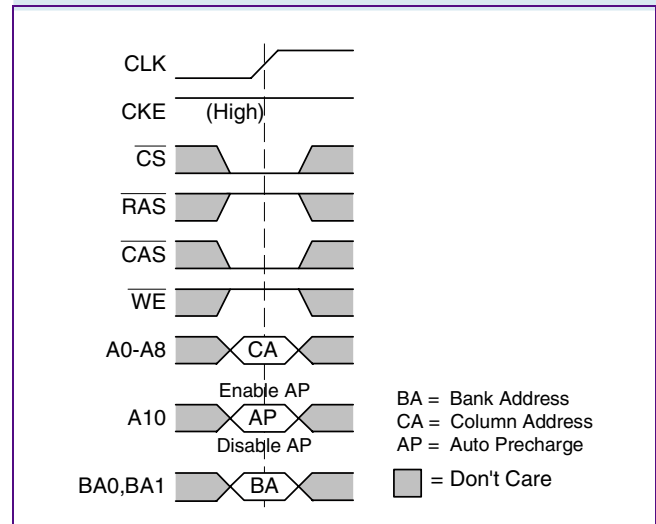 CLK
CKE (High)
CS
RAS
CAS
WE
A0-A8 CA
Enable AP
A10 AP
Disable AP
BA0,BA1 BA
BA = Bank Address
CA = Column Address
AP = Auto Precharge
= Don't Care